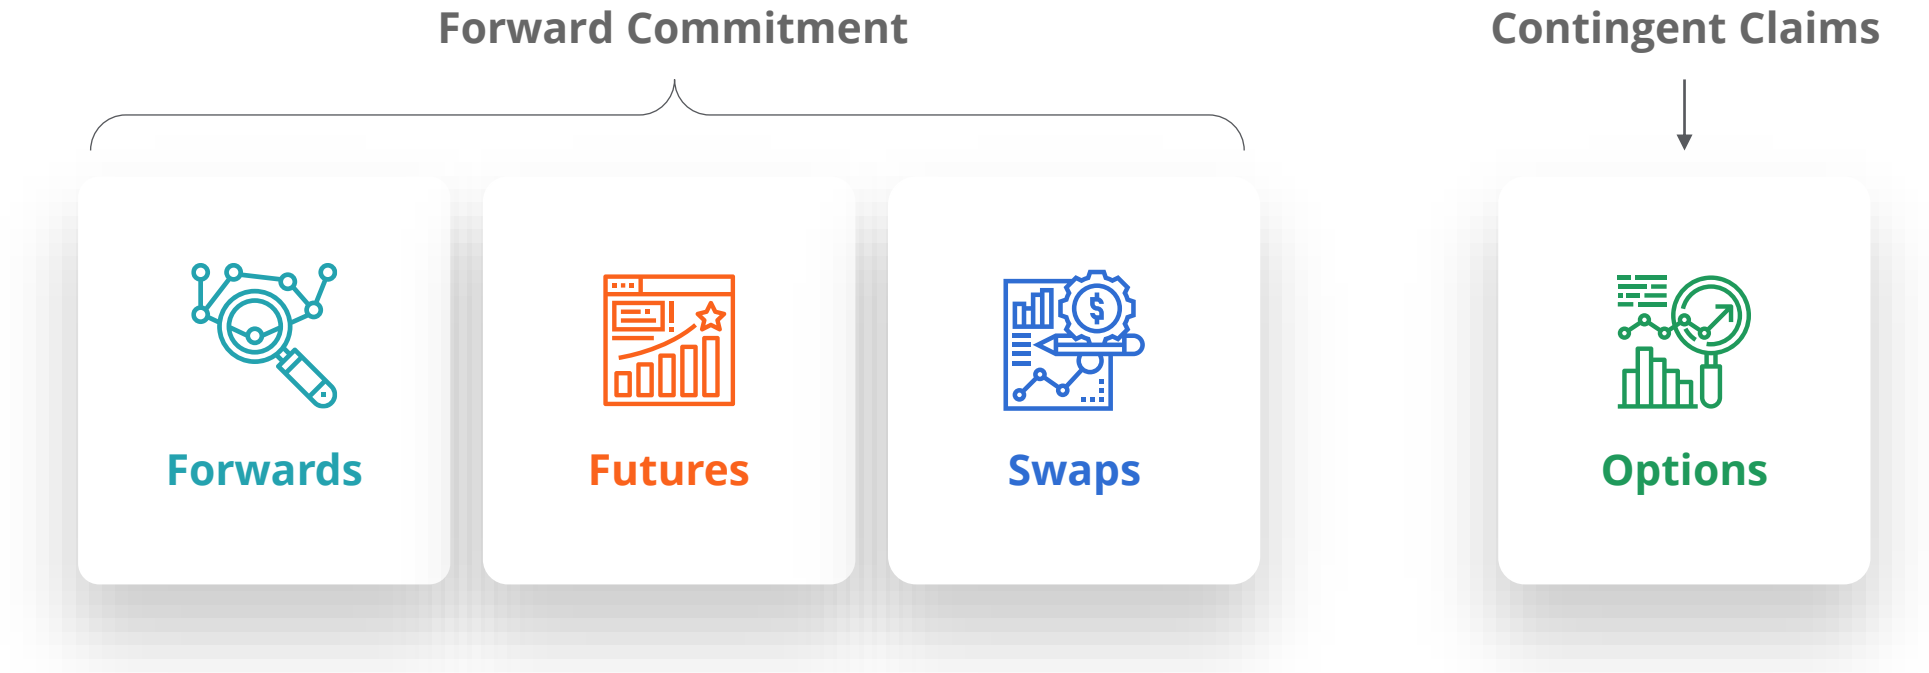 Forward Commitment
Contingent Claims
Forwards
Futures
Swaps
Options